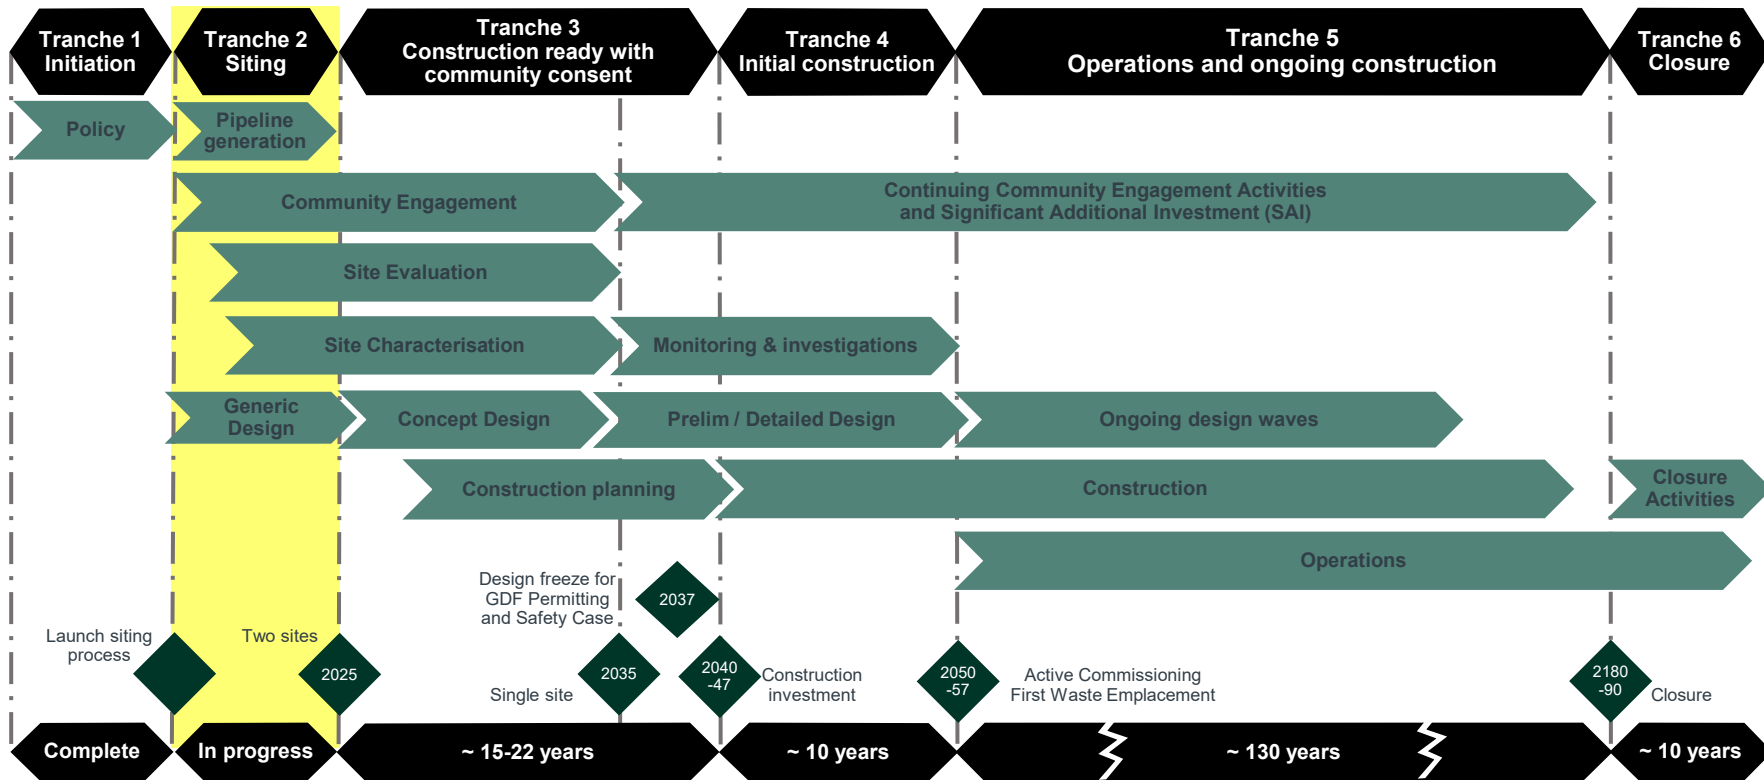 Tranche 1
Initiation
Tranche 2
Siting
Tranche 3
Construction ready with
community consent
Tranche 4
Initial construction
Tranche 5
Operations and ongoing construction
Tranche 6
Closure
Policy
Pipeline
generation
Community Engagement
Continuing Community Engagement Activities
and Significant Additional Investment (SAI)
Site Evaluation
Site Characterisation
Monitoring & investigations
Generic
Design
Concept Design
Prelim / Detailed Design
Ongoing design waves
Construction planning
Construction
Closure
Activities
Operations
Design freeze for
GDF Permitting
and Safety Case
2037
Launch siting
process
Two sites
2025
Single site
2035
2040
-47
Construction
investment
2050
-57
Active Commissioning
First Waste Emplacement
2180
-90
Closure
Complete
In progress
~ 15-22 years
~ 10 years
~ 130 years
~ 10 years